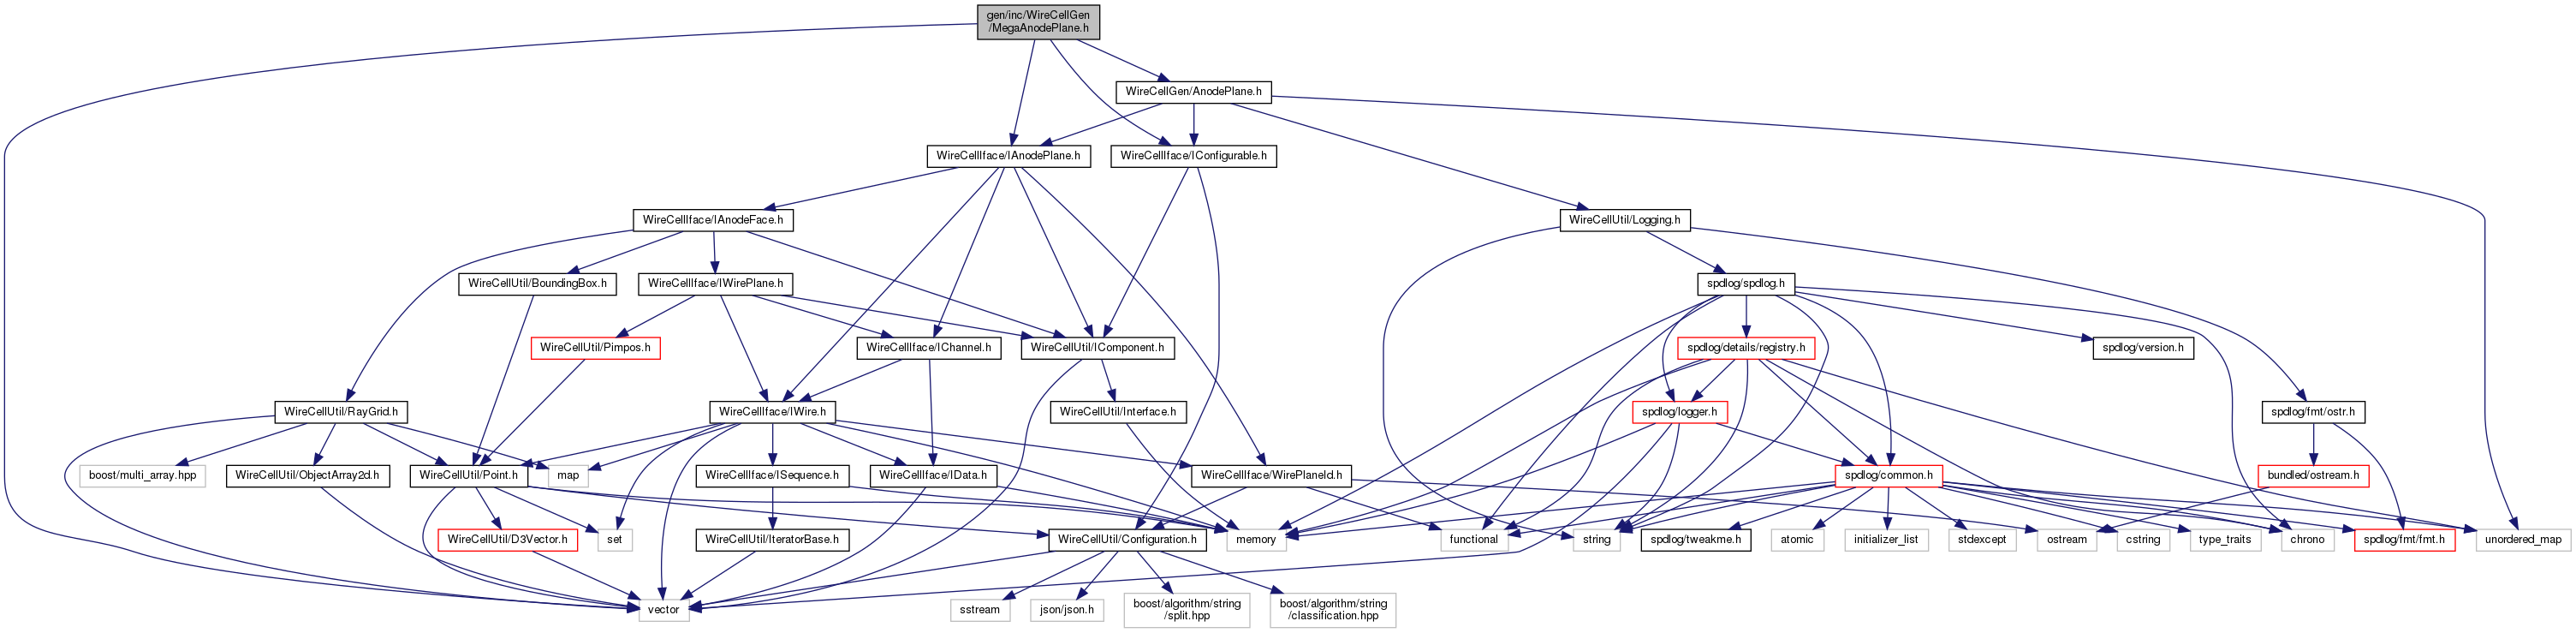 gen/inc/WireCellGen
/MegaAnodePlane.h
WireCellGen/AnodePlane.h
WireCellIface/IAnodePlane.h
WireCellIface/IConfigurable.h
WireCellIface/IAnodeFace.h
WireCellUtil/Logging.h
WireCellUtil/BoundingBox.h
WireCellIface/IWirePlane.h
spdlog/spdlog.h
WireCellUtil/Pimpos.h
WireCellIface/IChannel.h
WireCellUtil/IComponent.h
spdlog/details/registry.h
spdlog/version.h
WireCellUtil/RayGrid.h
WireCellIface/IWire.h
WireCellUtil/Interface.h
spdlog/logger.h
spdlog/fmt/ostr.h
boost/multi_array.hpp
WireCellUtil/ObjectArray2d.h
WireCellUtil/Point.h
map
WireCellIface/ISequence.h
WireCellIface/IData.h
WireCellIface/WirePlaneId.h
spdlog/common.h
bundled/ostream.h
WireCellUtil/D3Vector.h
set
WireCellUtil/IteratorBase.h
WireCellUtil/Configuration.h
memory
functional
string
spdlog/tweakme.h
atomic
initializer_list
stdexcept
ostream
cstring
type_traits
chrono
spdlog/fmt/fmt.h
unordered_map
vector
sstream
json/json.h
boost/algorithm/string
/split.hpp
boost/algorithm/string
/classification.hpp